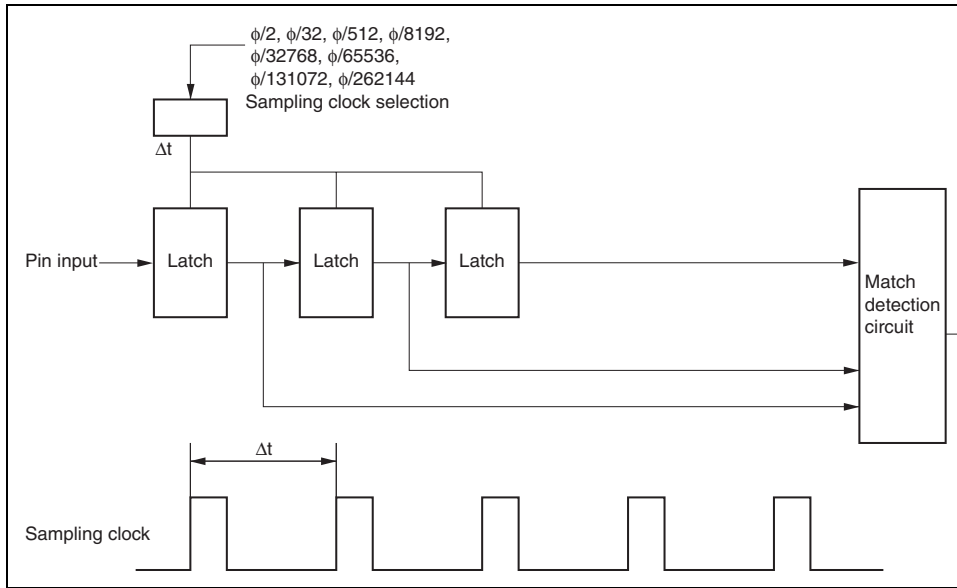 ϕ/2, ϕ/32, ϕ/512, ϕ/8192,
ϕ/32768, ϕ/65536,
ϕ/131072, ϕ/262144
Sampling clock selection
Δt
Pin input
Latch
Latch
Latch
Match
detection
circuit
Δt
Sampling clock